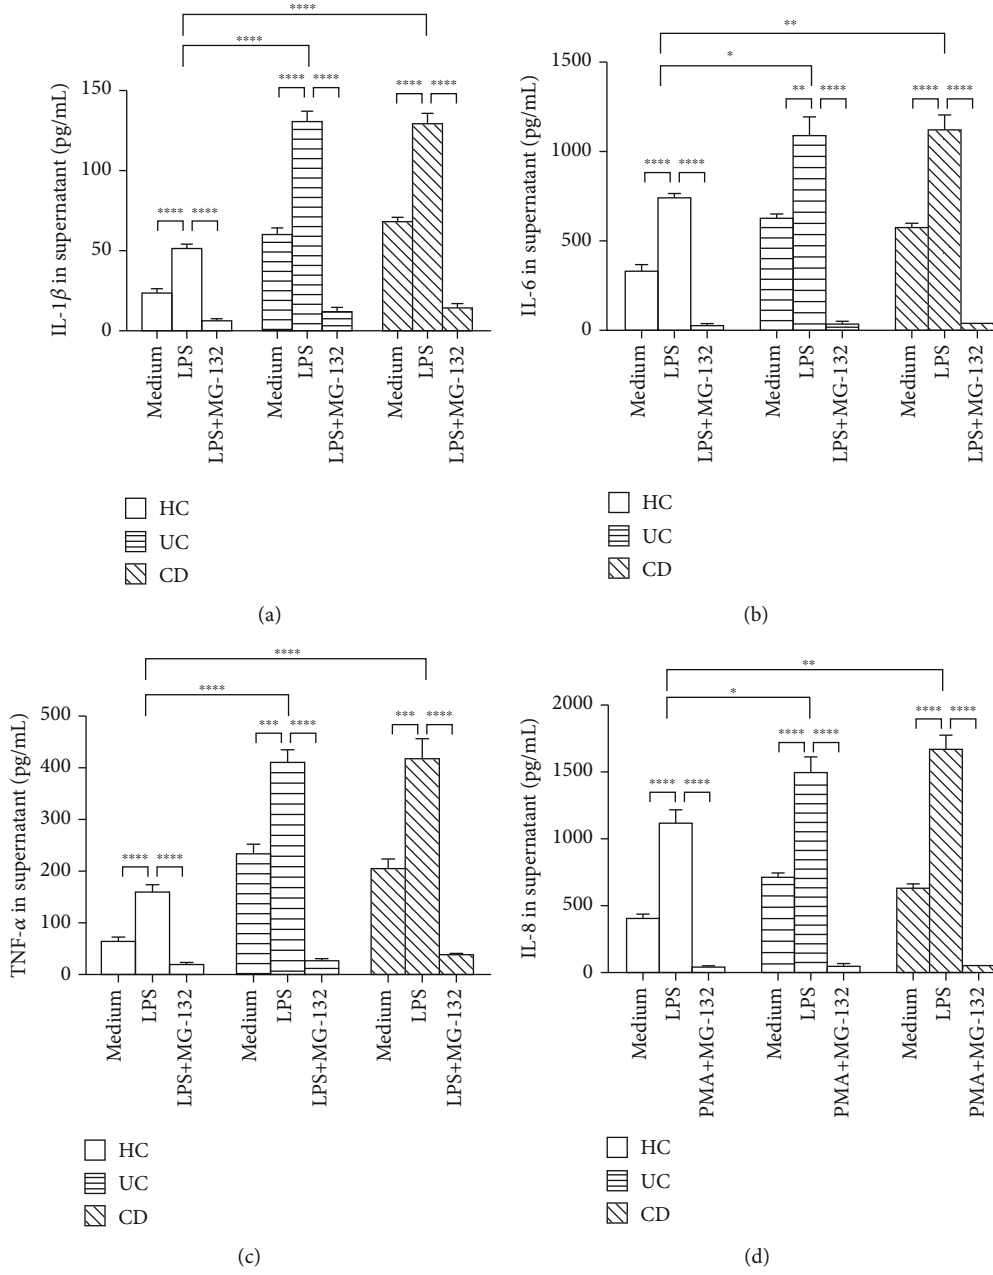 ****
****
**** **** **** **** **** ****
IL-1β in supernatant (pg/mL)
150
100
50
0
Medium
LPS
LPS+MG-132
Medium
LPS
LPS+MG-132
Medium
LPS
LPS+MG-132
HC
UC
CD
(a)
**
*
**** **** ** **** **** ****
IL-6 in supernatant (pg/mL)
1500
1000
500
0
Medium
LPS
LPS+MG-132
Medium
LPS
LPS+MG-132
Medium
LPS
LPS+MG-132
HC
UC
CD
(b)
****
****
**** **** *** **** *** ****
TNF-α in supernatant (pg/mL)
500
400
300
200
100
0
Medium
LPS
LPS+MG-132
Medium
LPS
LPS+MG-132
Medium
LPS
LPS+MG-132
HC
UC
CD
(c)
**
*
**** **** **** **** **** ****
IL-8 in supernatant (pg/mL)
2000
1500
1000
500
0
Medium
LPS
PMA+MG-132
Medium
LPS
PMA+MG-132
Medium
LPS
PMA+MG-132
HC
UC
CD
(d)